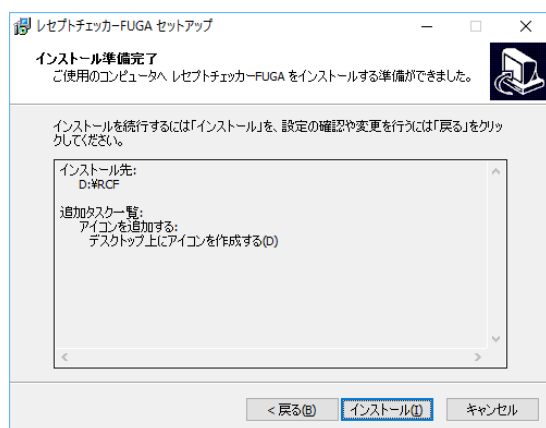 レセプトチェッカーFUGA セットアップ
インストール準備完了
ご使用のコンピュータへ レセプトチェッカーFUGA をインストールする準備ができました。
インストールを続行するには「インストール」を、設定の確認や変更を行うには「戻る」をクリッ
クしてください。
インストール先:
D:¥RCF
追加タスク一覧:
アイコンを追加する:
デスクトップ上にアイコンを作成する(D)
< 戻る(B)
インストール(I)
キャンセル